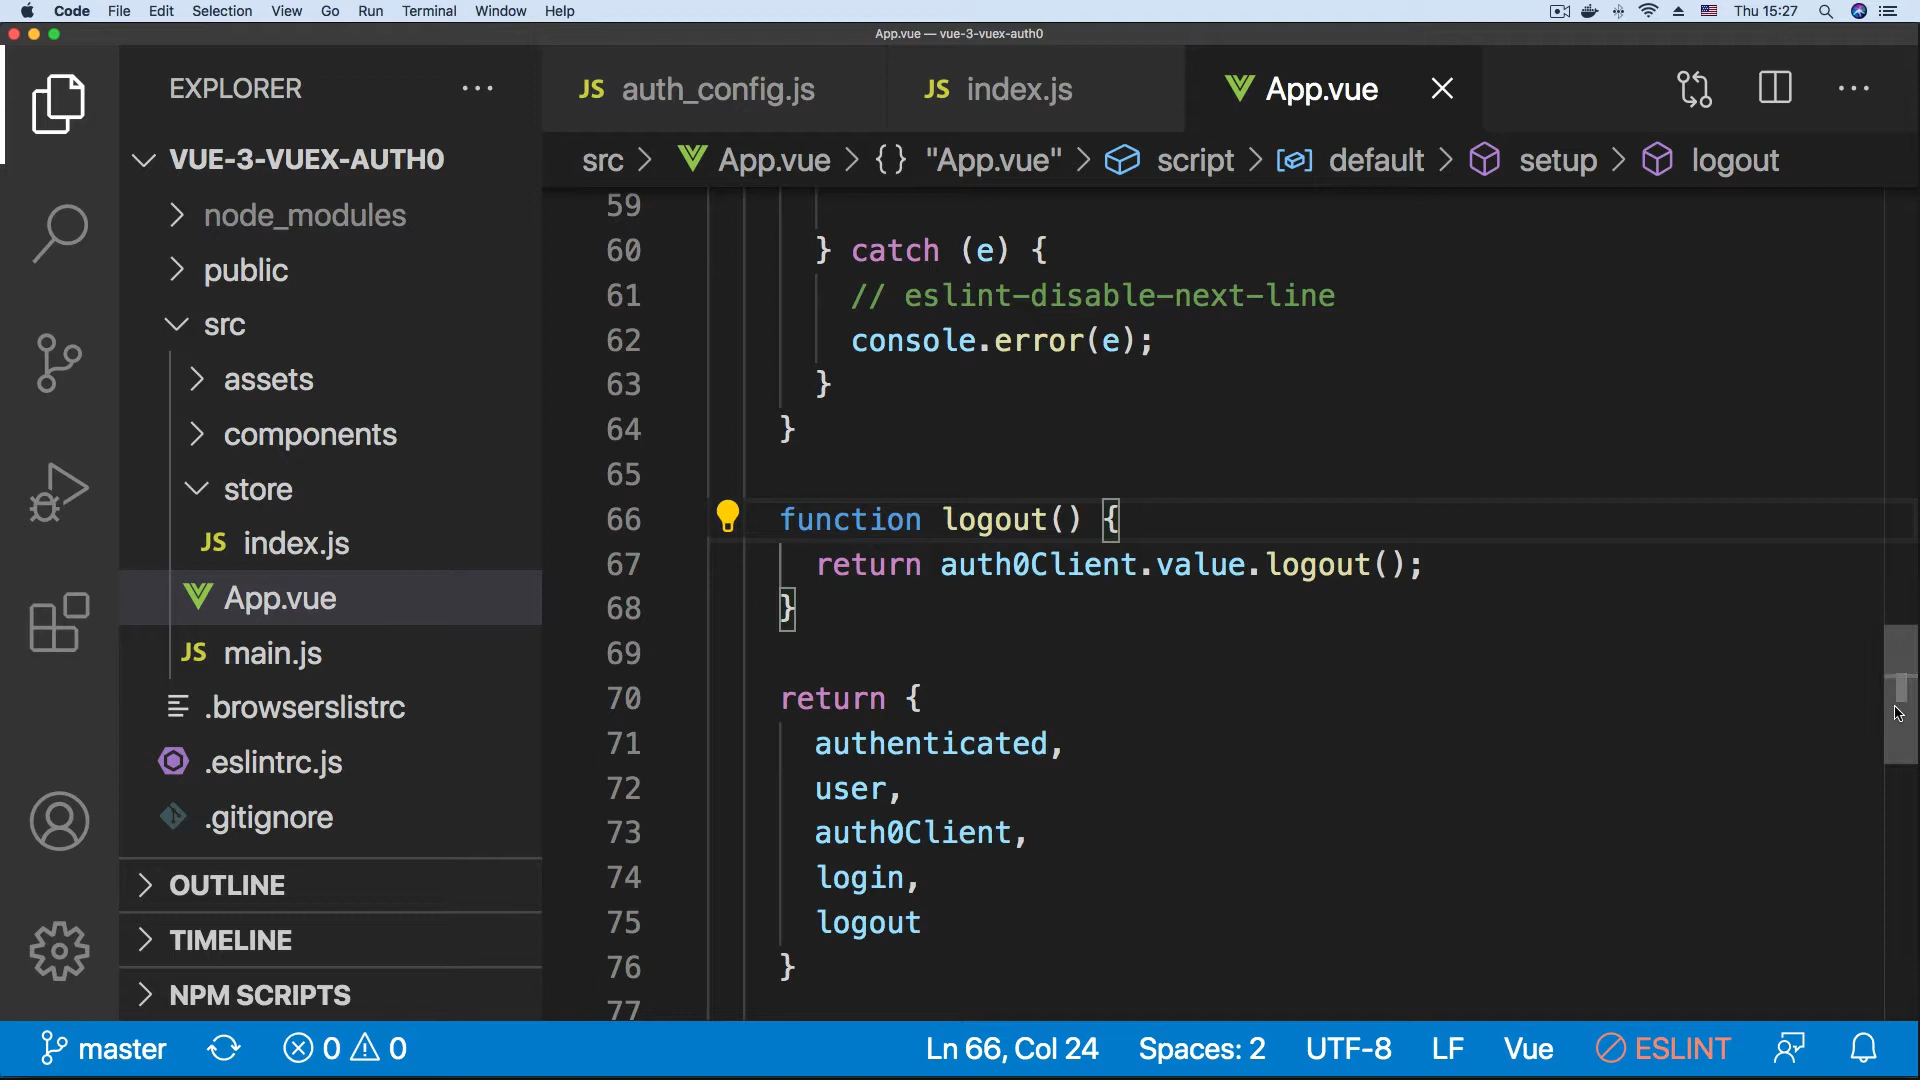 Code File Edit Selection View Go Run Terminal Window Help Thu 15:27
App.vue — vue-3-vuex-auth0
EXPLORER ···
JS auth_config.js JS index.js App.vue
src > App.vue > {} "App.vue" > script > default > setup > logout
VUE-3-VUEX-AUTH0
node_modules
public
src
assets
components
store
JS index.js
App.vue
JS main.js
.browserslistrc
.eslintrc.js
.gitignore
OUTLINE
TIMELINE
NPM SCRIPTS
59
60 } catch (e) {
61 // eslint-disable-next-line
62 console.error(e);
63 }
64 }
65
66 function logout() {
67 return auth0Client.value.logout();
68 }
69
70 return {
71 authenticated,
72 user,
73 auth0Client,
74 login,
75 logout
76 }
77
master 0 0 Ln 66, Col 24 Spaces: 2 UTF-8 LF Vue ESLINT